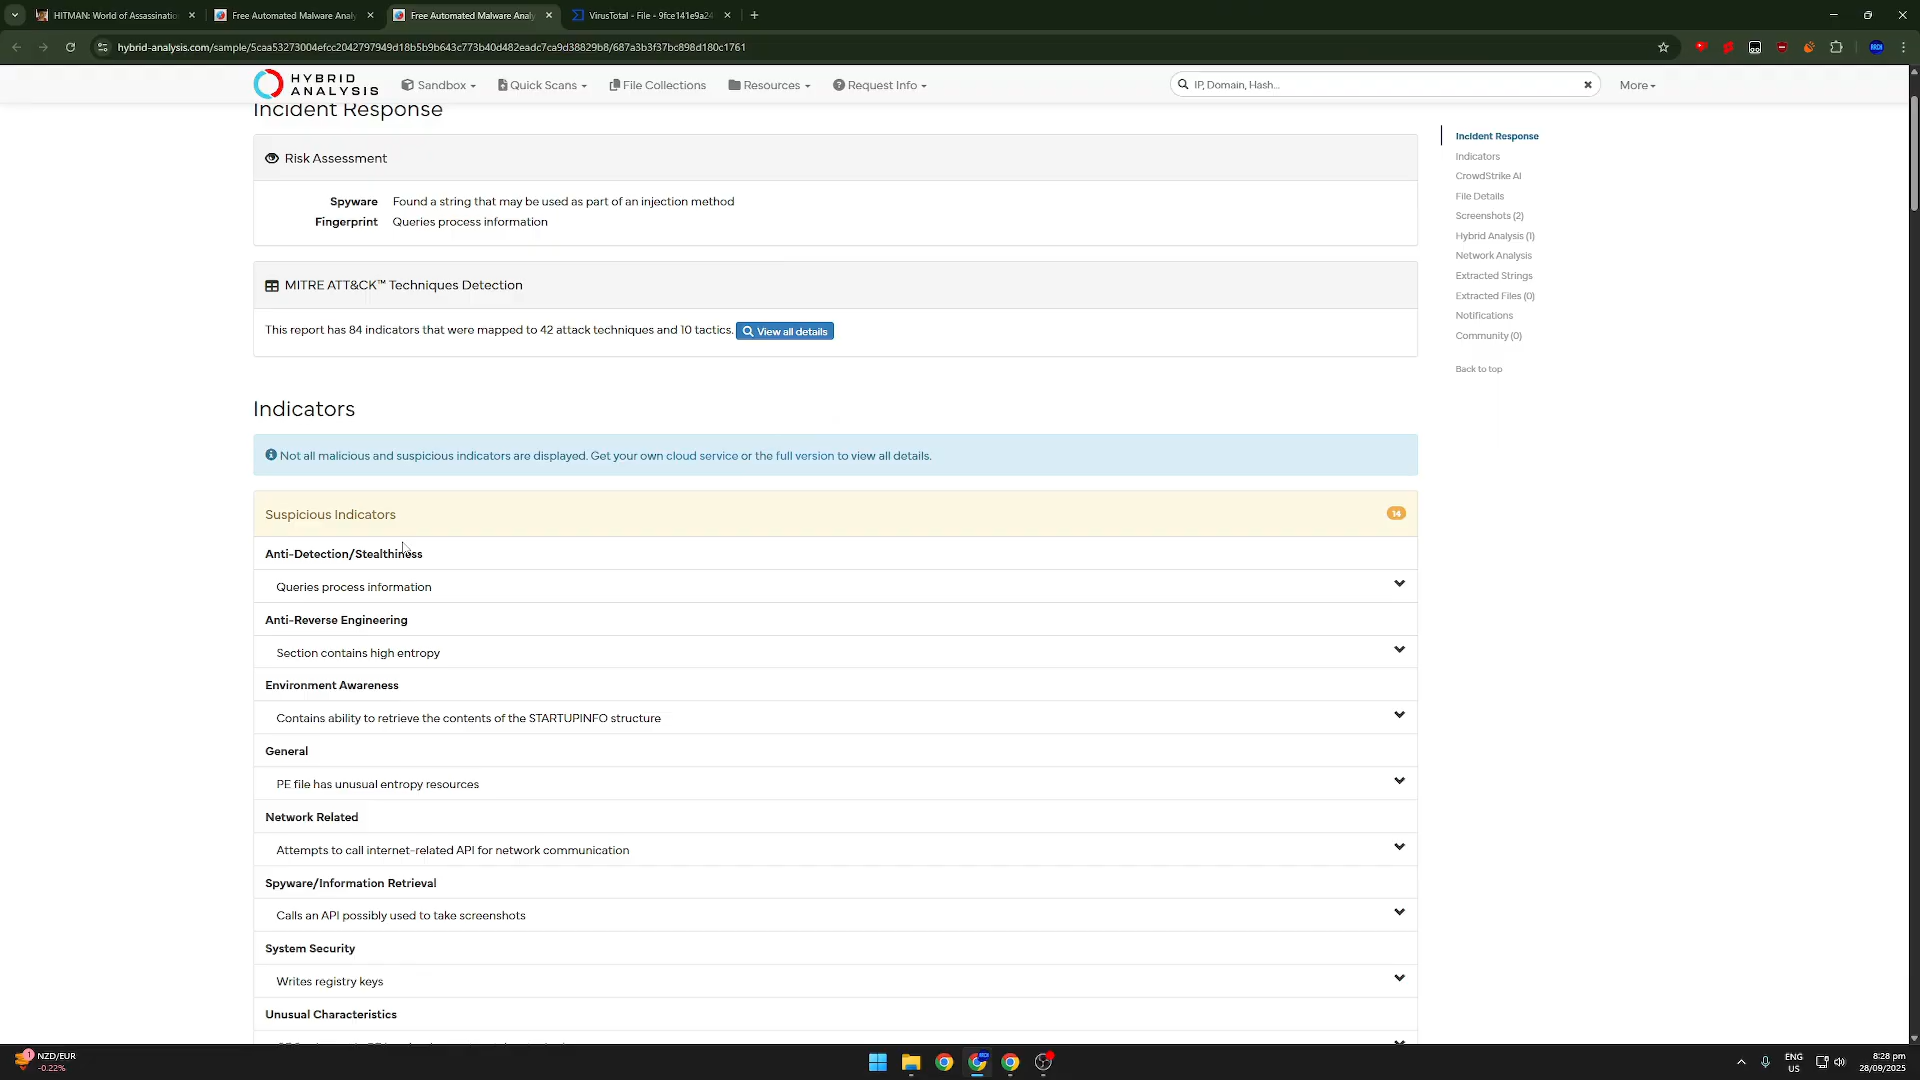 HITMAN: World of Assassinatio
Free Automated Malware Analy
Free Automated Malware Analy
VirusTotal - File - 9fce141e9a24
hybrid-analysis.com/sample/5caa53273004efcc2042797949d18b5b9b643c773b40d482eadc7ca9d38829b8/687a3b3f37bc898d180c1761
HYBRID
ANALYSIS
Sandbox
Quick Scans
File Collections
Resources
Request Info
IP, Domain, Hash...
More
Incident Response
Risk Assessment
Spyware Found a string that may be used as part of an injection method
Fingerprint Queries process information
MITRE ATT&CK™ Techniques Detection
This report has 84 indicators that were mapped to 42 attack techniques and 10 tactics. View all details
Indicators
Not all malicious and suspicious indicators are displayed. Get your own cloud service or the full version to view all details.
Suspicious Indicators 14
Anti-Detection/Stealthiness
Queries process information
Anti-Reverse Engineering
Section contains high entropy
Environment Awareness
Contains ability to retrieve the contents of the STARTUPINFO structure
General
PE file has unusual entropy resources
Network Related
Attempts to call internet-related API for network communication
Spyware/Information Retrieval
Calls an API possibly used to take screenshots
System Security
Writes registry keys
Unusual Characteristics
Incident Response
Indicators
CrowdStrike AI
File Details
Screenshots (2)
Hybrid Analysis (1)
Network Analysis
Extracted Strings
Extracted Files (0)
Notifications
Community (0)
Back to top
1
NZD/EUR
-0.22%
ENG
US
8:28 pm
28/09/2025